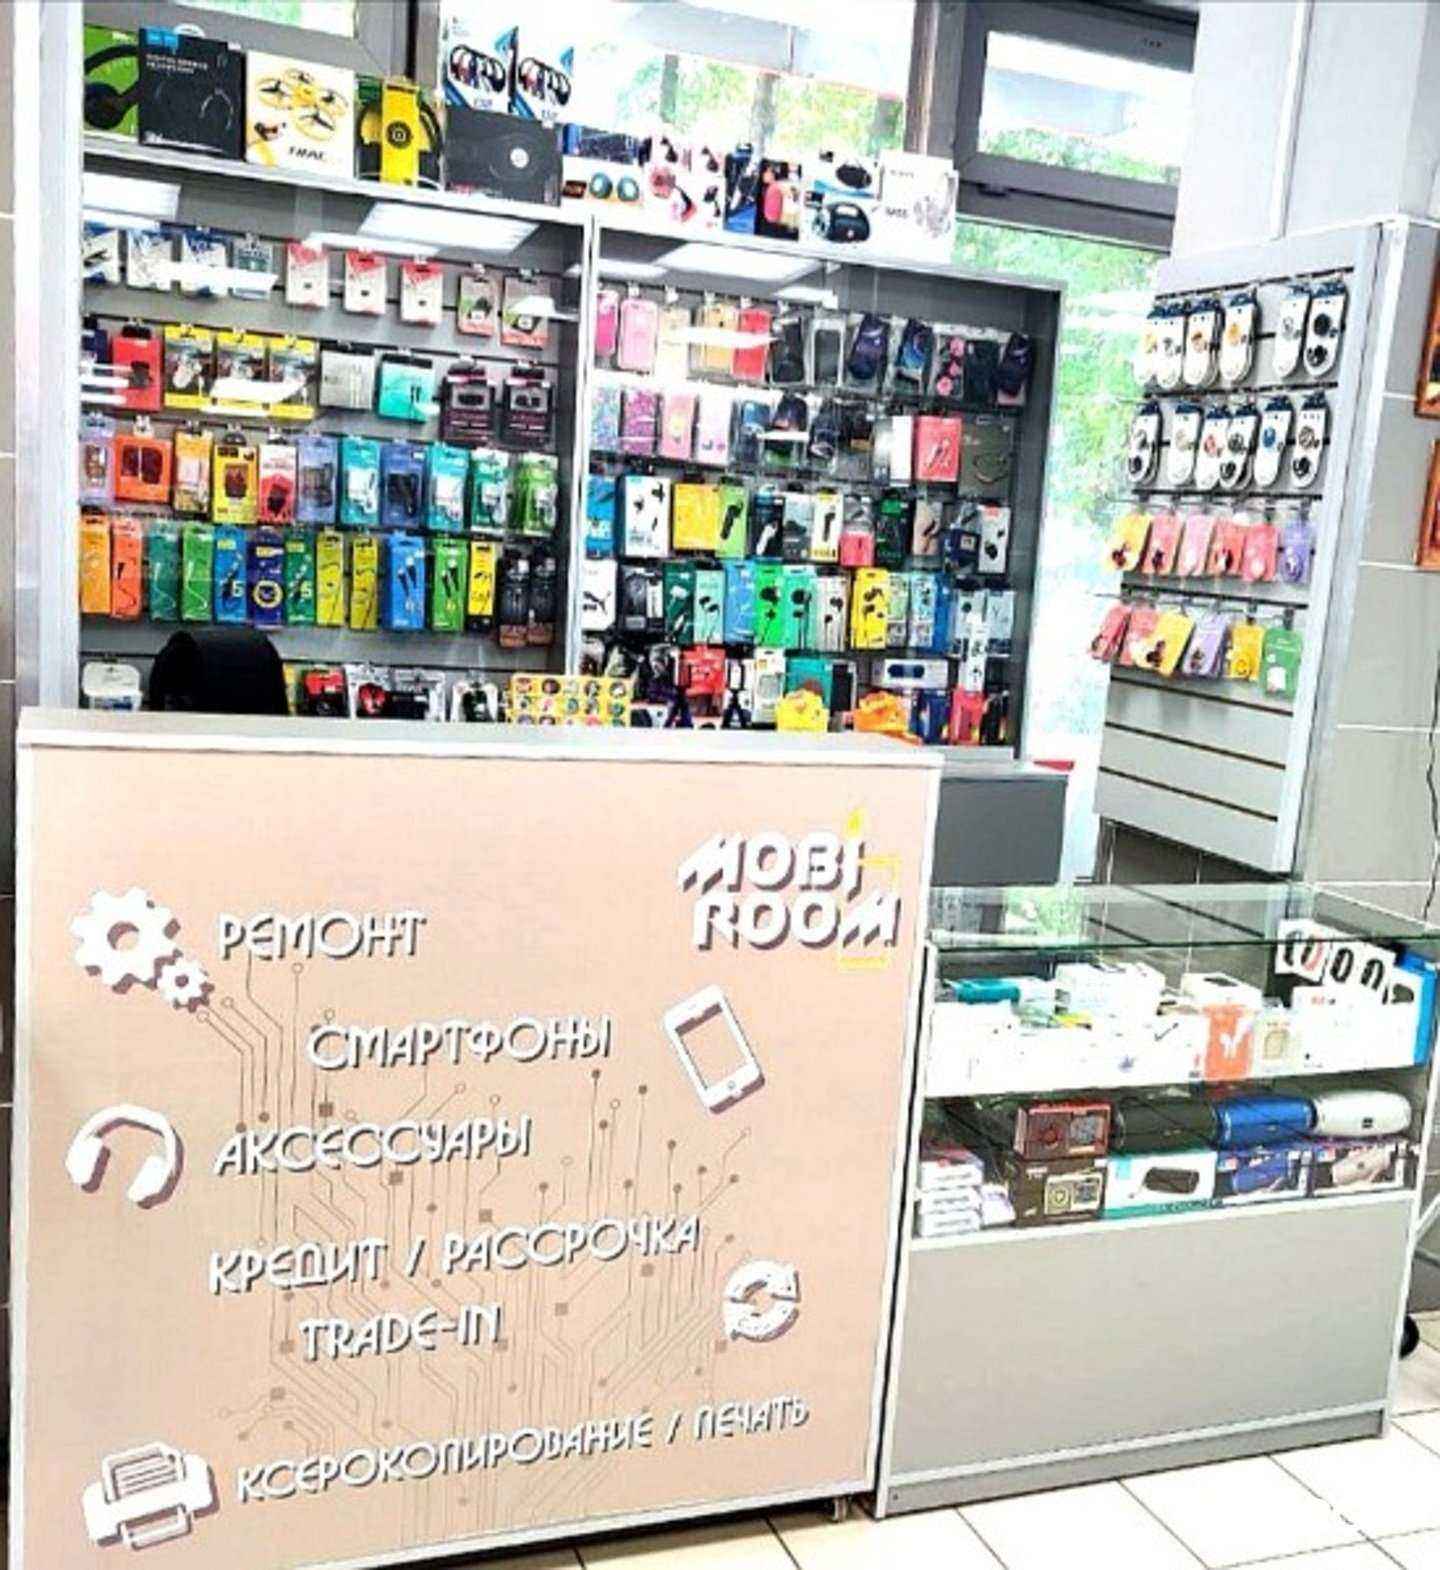 MOBI
ROOM
РЕМОНТ
СМАРТФОНЫ
АКСЕССУАРЫ
КРЕДИТ / РАССРОЧКА
TRADE-IN
КСЕРОКОПИРОВАНИЕ / ПЕЧАТЬ